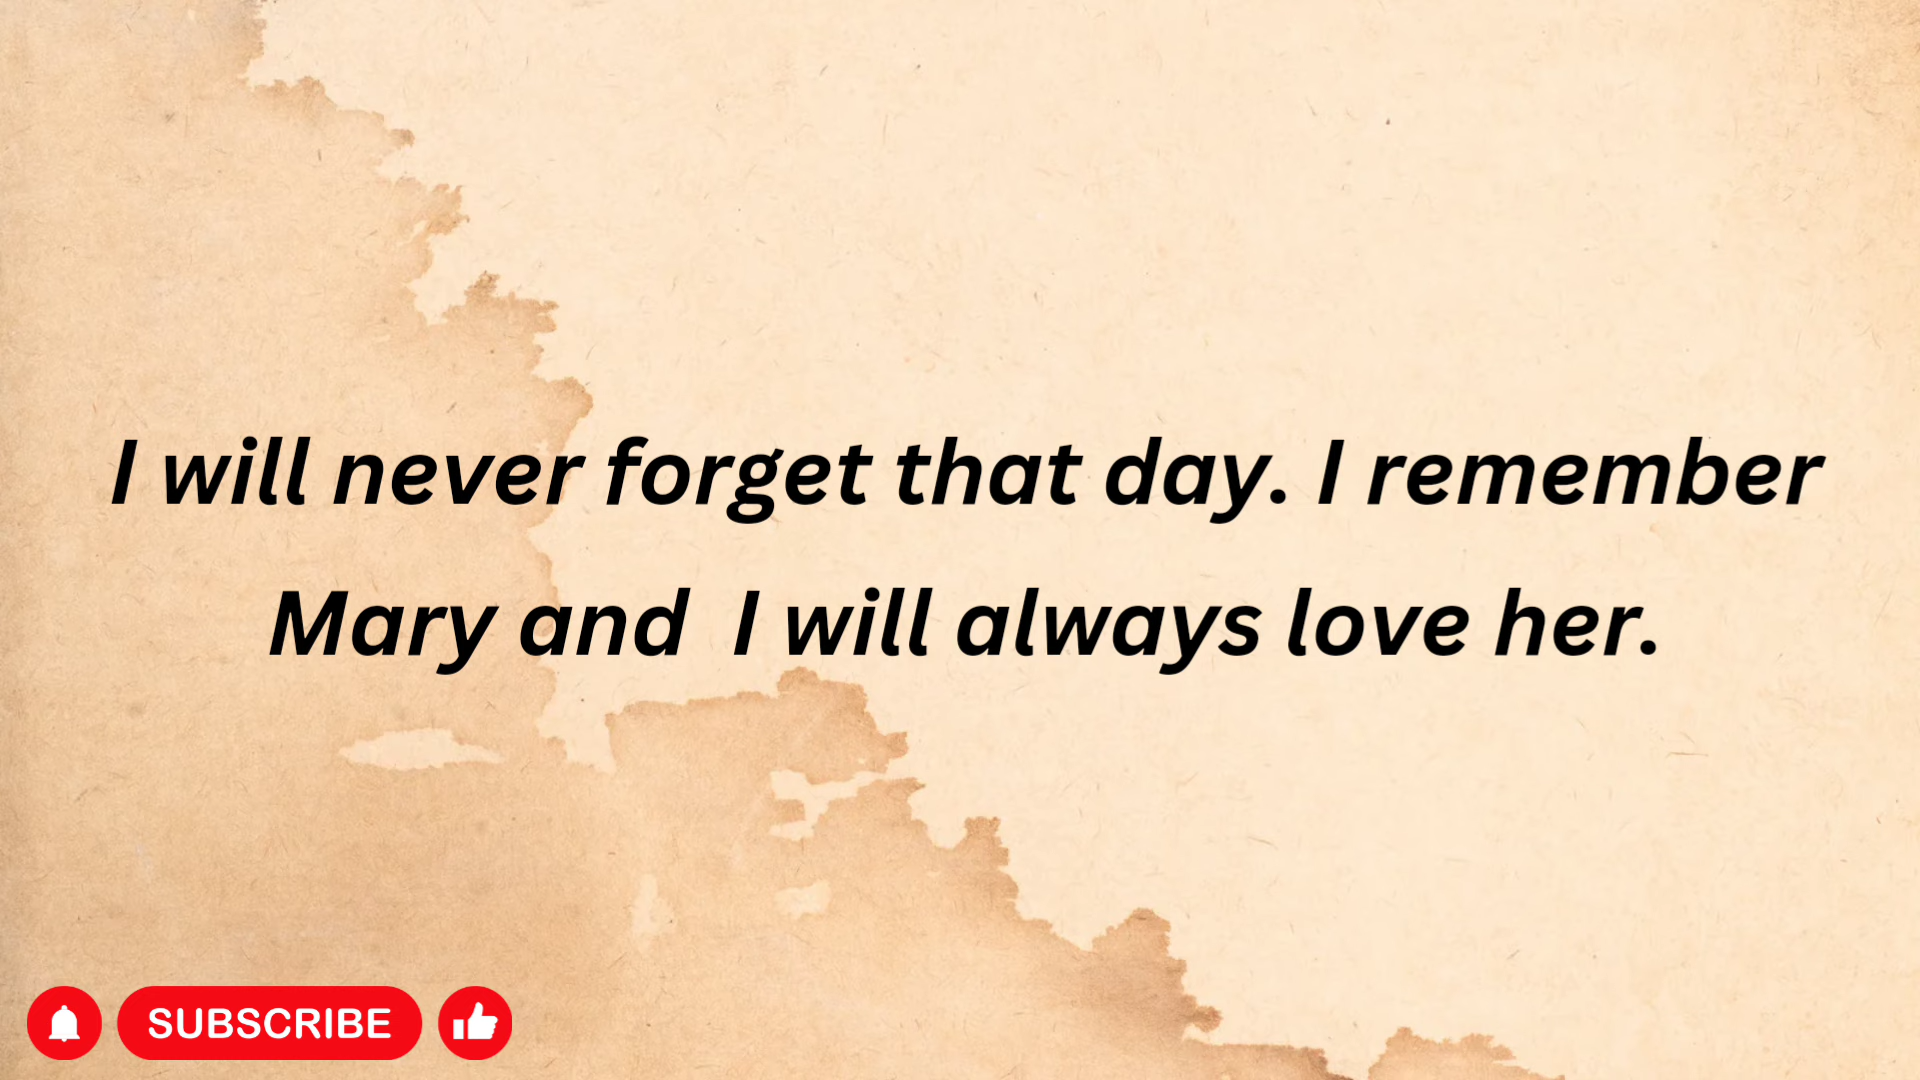 I will never forget that day. I remember
Mary and  I will always love her.
SUBSCRIBE